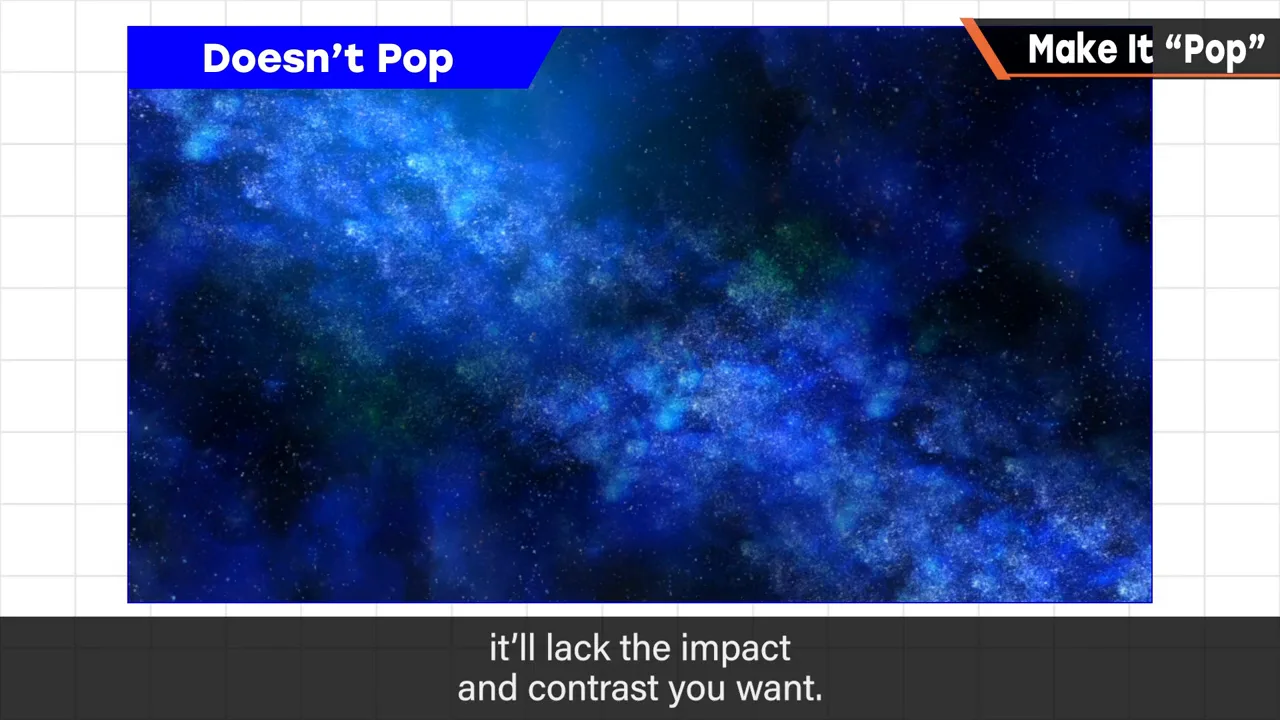 Doesn’t Pop
Make It “Pop”
it’ll lack the impact
and contrast you want.